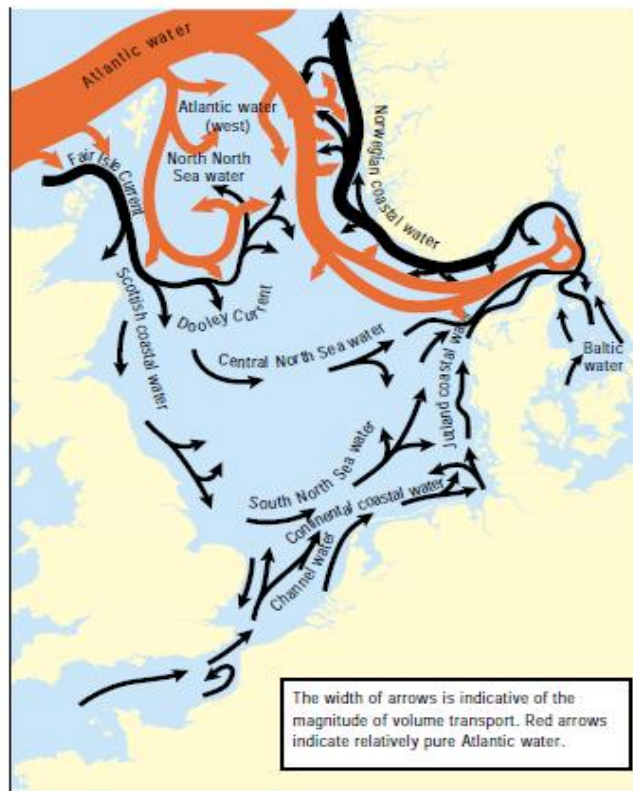 Atlantic water
Atlantic water
(west)
North North
Sea water
Fair Isle Current
Norwegian coastal water
Scottish coastal water
Dooley Current
Central North Sea water
Jutland coastal water
Baltic
water
South North Sea water
Continental coastal water
Channel water
The width of arrows is indicative of the
magnitude of volume transport. Red arrows
indicate relatively pure Atlantic water.